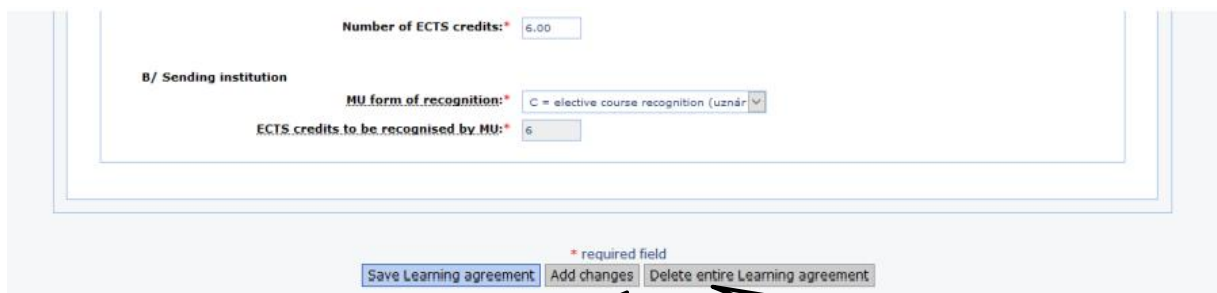 Number of ECTS credits:* 6.00
B/ Sending institution
MU form of recognition:* C = elective course recognition (uznár
ECTS credits to be recognised by MU:* 6
* required field
Save Learning agreement Add changes Delete entire Learning agreement